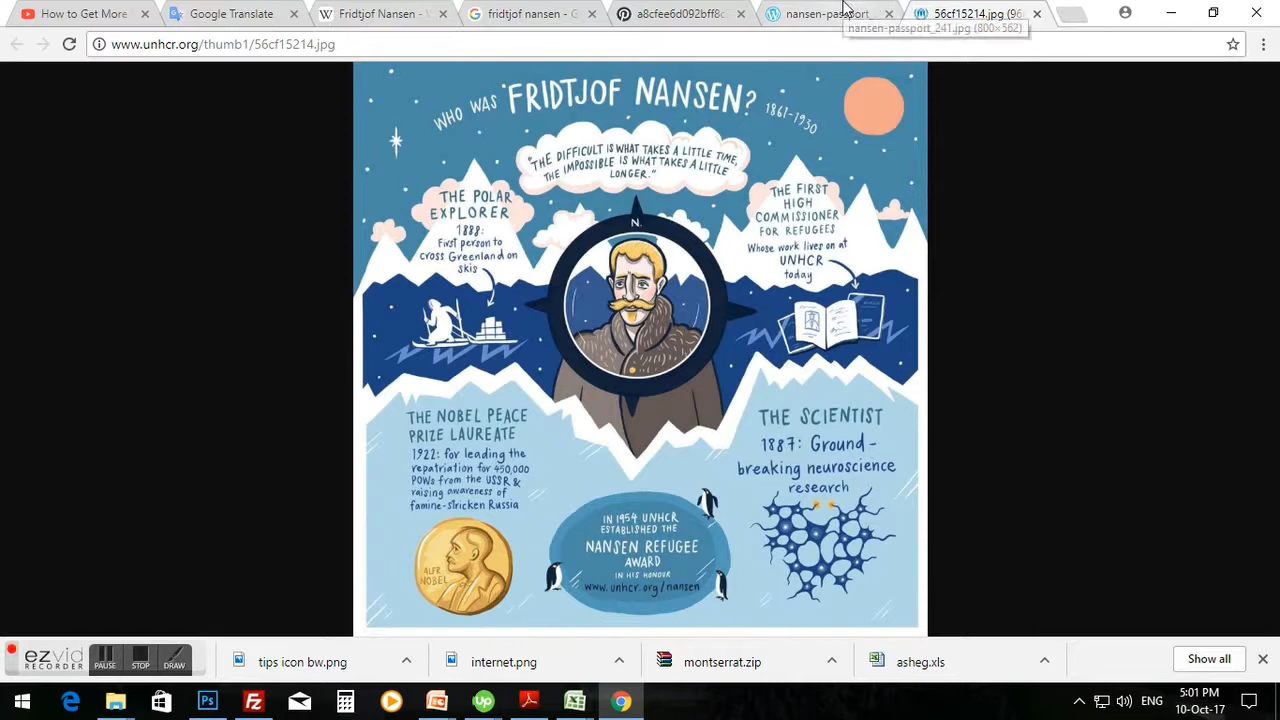 How to Get More
Google Translate
Fridtjof Nansen - W
fridtjof nansen - G
a8cfee6d092bff8c
nansen-passport_
56cf15214.jpg (96
nansen-passport_241.jpg (800×562)
www.unhcr.org/thumb1/56cf15214.jpg
WHO WAS FRIDTJOF NANSEN? 1861-1930
"THE DIFFICULT IS WHAT TAKES A LITTLE TIME,
THE IMPOSSIBLE IS WHAT TAKES A LITTLE
LONGER."
THE POLAR
EXPLORER
1888:
First person to
cross Greenland on
skis
N.
THE FIRST
HIGH
COMMISSIONER
FOR REFUGEES
Whose work lives on at
UNHCR
today
THE NOBEL PEACE
PRIZE LAUREATE
1922: for leading the
repatriation for 450,000
POWs from the USSR &
raising awareness of
famine-stricken Russia
ALFR
NOBEL
IN 1954 UNHCR
ESTABLISHED THE
NANSEN REFUGEE
AWARD
IN HIS HONOUR
www.unhcr.org/nansen
THE SCIENTIST
1887: Ground-
breaking neuroscience
research
ezvid
RECORDER
PAUSE
STOP
DRAW
tips icon bw.png
internet.png
montserrat.zip
asheg.xls
Show all
ENG
5:01 PM
10-Oct-17